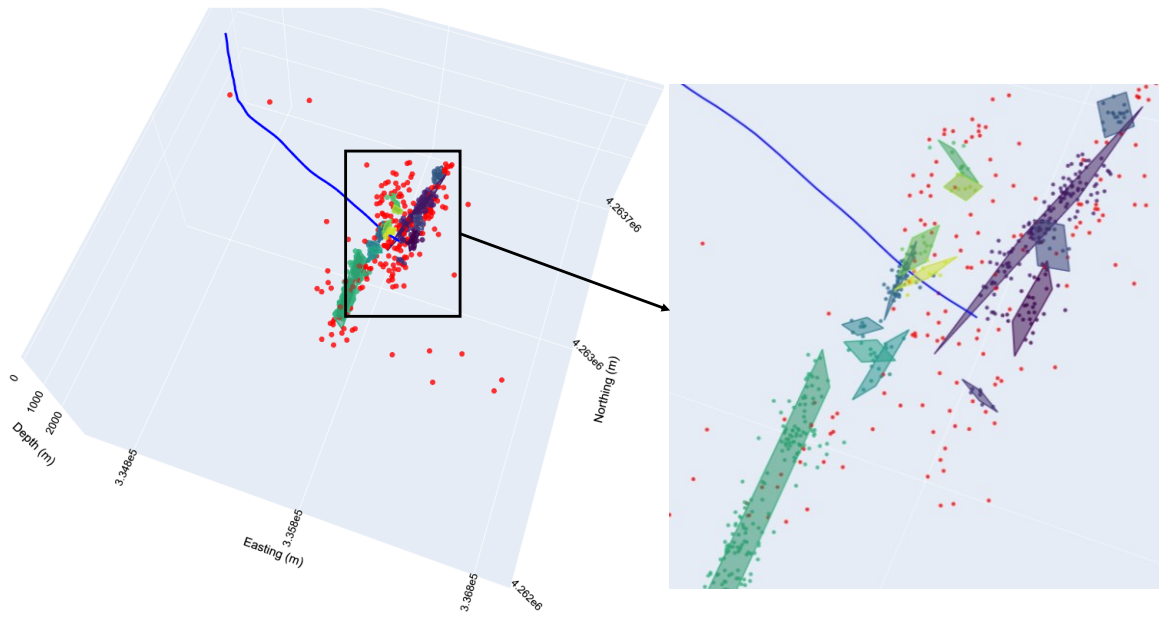 4.2637e6
4.263e6
Northing (m)
0
1000
2000
Depth (m)
3.348e5
3.358e5
Easting (m)
3.368e5
4.262e6